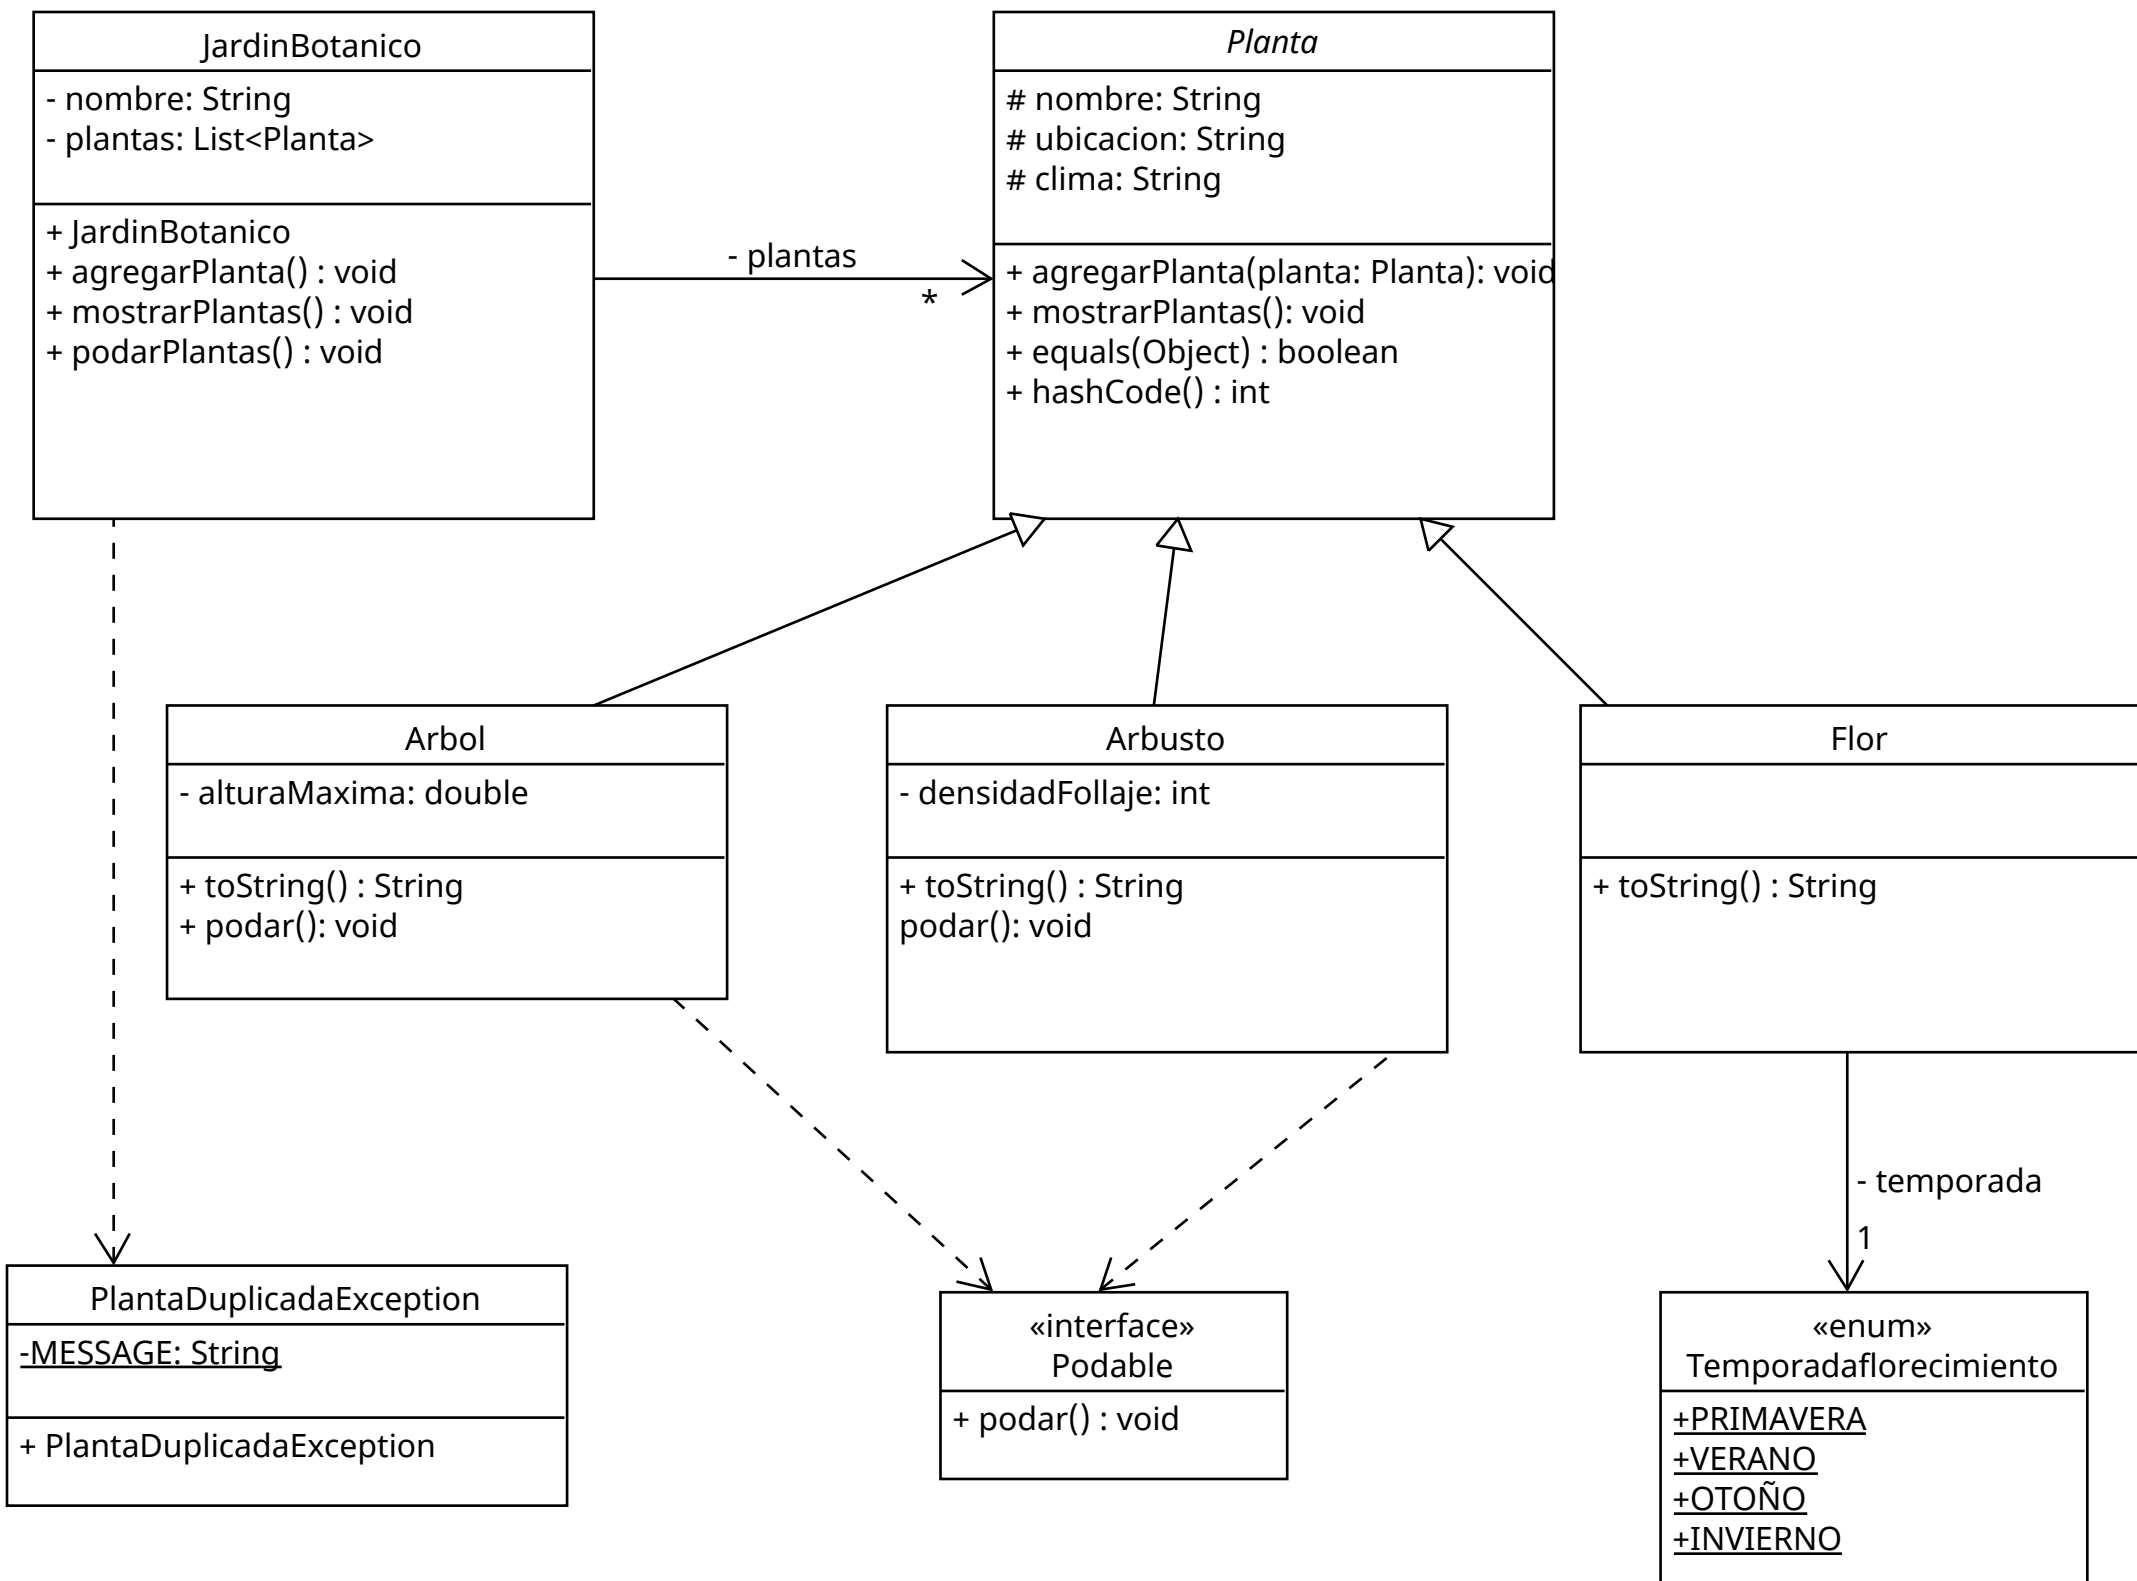 JardinBotanico
- nombre: String
- plantas: List<Planta>
+ JardinBotanico
+ agregarPlanta() : void
+ mostrarPlantas() : void
+ podarPlantas() : void
- plantas
*
Planta
# nombre: String
# ubicacion: String
# clima: String
+ agregarPlanta(planta: Planta): void
+ mostrarPlantas(): void
+ equals(Object) : boolean
+ hashCode() : int
Arbol
- alturaMaxima: double
+ toString() : String
+ podar(): void
Arbusto
- densidadFollaje: int
+ toString() : String
podar(): void
Flor
+ toString() : String
- temporada
1
PlantaDuplicadaException
-MESSAGE: String
+ PlantaDuplicadaException
«interface»
Podable
+ podar() : void
«enum»
Temporadaflorecimiento
+PRIMAVERA
+VERANO
+OTOÑO
+INVIERNO